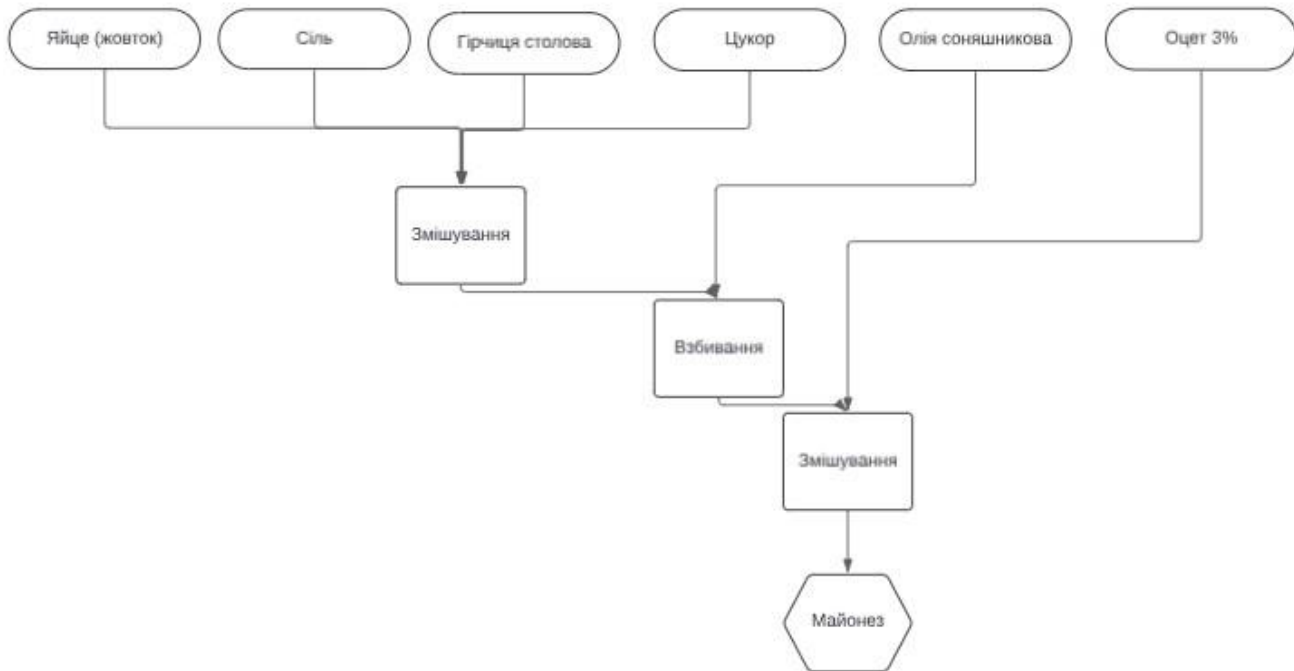 Яйце (жовток)
Сіль
Гірчиця столова
Цукор
Олія соняшникова
Оцет 3%
Змішування
Взбивання
Змішування
Майонез